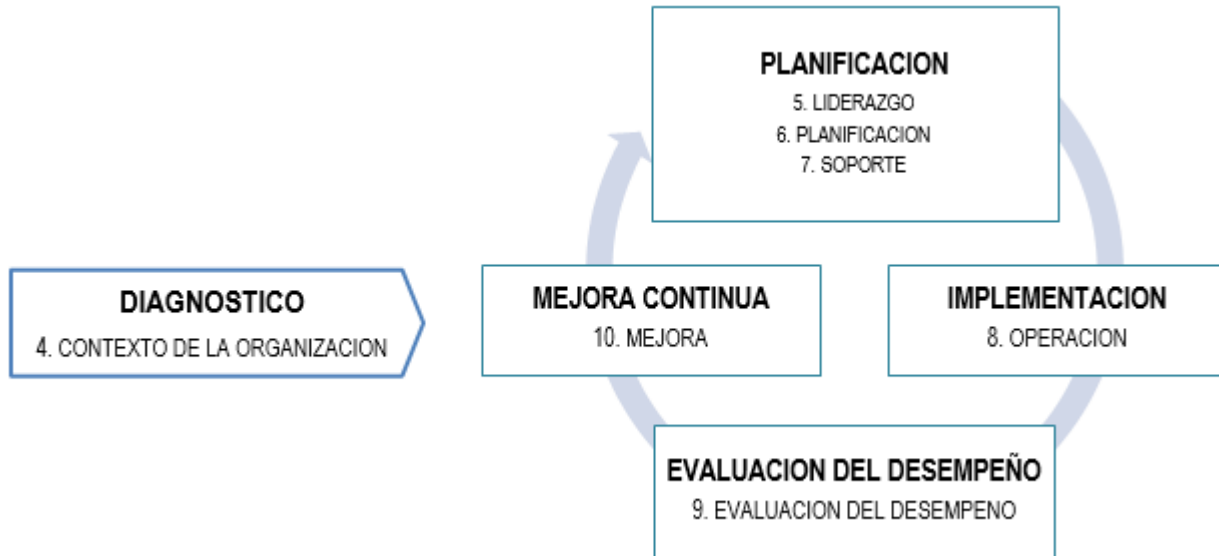 PLANIFICACION
5. LIDERAZGO
6. PLANIFICACION
7. SOPORTE
DIAGNOSTICO
4. CONTEXTO DE LA ORGANIZACION
MEJORA CONTINUA
10. MEJORA
IMPLEMENTACION
8. OPERACION
EVALUACION DEL DESEMPEÑO
9. EVALUACION DEL DESEMPENO